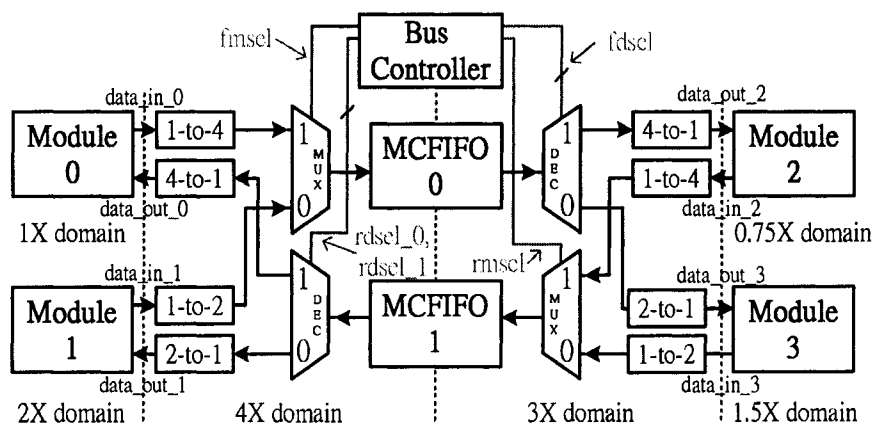 fmsel
Bus
Controller
fdsel
data_in_0
data_out_2
Module
0
1-to-4
4-to-1
1
MUX
0
MCFIFO
0
1
DEC
0
4-to-1
1-to-4
Module
2
data_out_0
data_in_2
1X domain
0.75X domain
rdsel_0,
rdsel_1
rmsel
data_in_1
data_out_3
Module
1
1-to-2
2-to-1
1
DEC
0
MCFIFO
1
1
MUX
0
2-to-1
1-to-2
Module
3
data_out_1
data_in_3
2X domain
4X domain
3X domain
1.5X domain